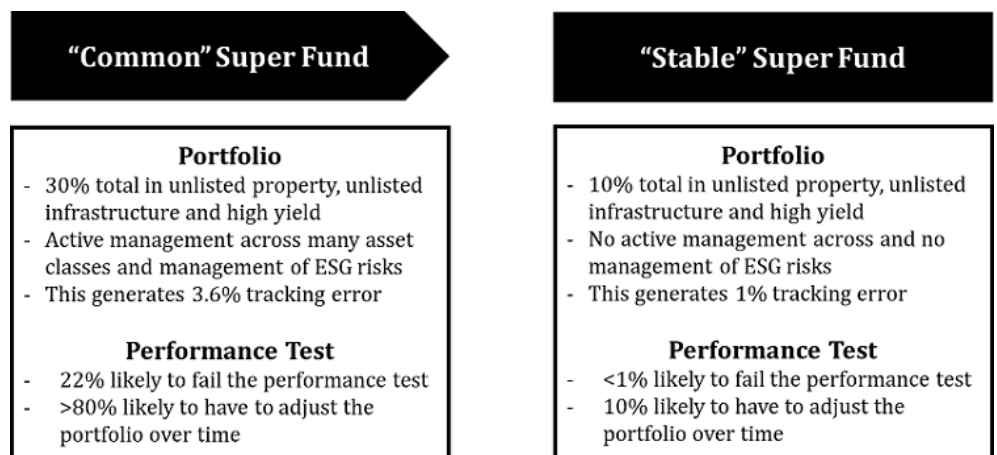 “Common” Super Fund
Portfolio
- 30% total in unlisted property, unlisted
infrastructure and high yield
- Active management across many asset
classes and management of ESG risks
- This generates 3.6% tracking error
Performance Test
- 22% likely to fail the performance test
- >80% likely to have to adjust the
portfolio over time
“Stable” Super Fund
Portfolio
- 10% total in unlisted property, unlisted
infrastructure and high yield
- No active management across and no
management of ESG risks
- This generates 1% tracking error
Performance Test
- <1% likely to fail the performance test
- 10% likely to have to adjust the
portfolio over time